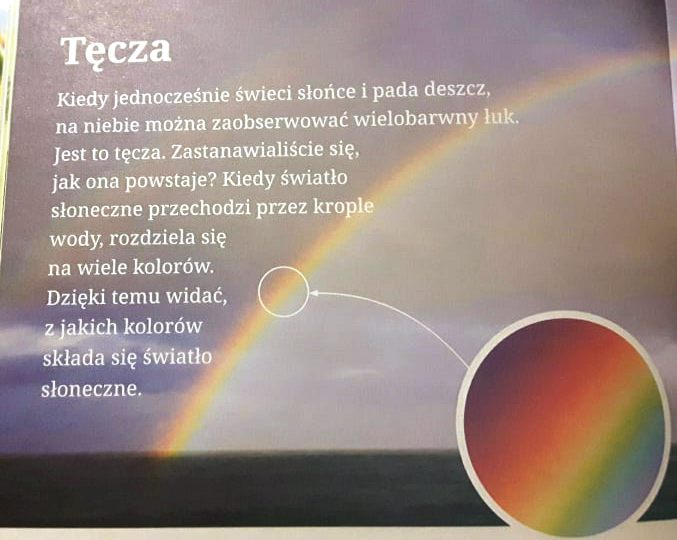 Tęcza
Kiedy jednocześnie świeci słońce i pada deszcz,
na niebie można zaobserwować wielobarwny łuk.
Jest to tęcza. Zastanawialiście się,
jak ona powstaje? Kiedy światło
słoneczne przechodzi przez krople
wody, rozdziela się
na wiele kolorów.
Dzięki temu widać,
z jakich kolorów
składa się światło
słoneczne.